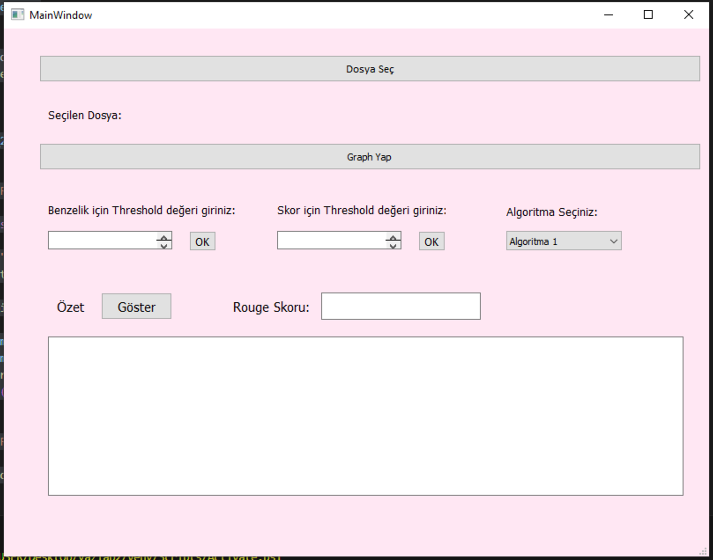 MainWindow
Dosya Seç
Seçilen Dosya:
Graph Yap
Benzelik için Threshold değeri giriniz: Skor için Threshold değeri giriniz: Algoritma Seçiniz:
OK OK Algoritma 1
Özet Göster Rouge Skoru: